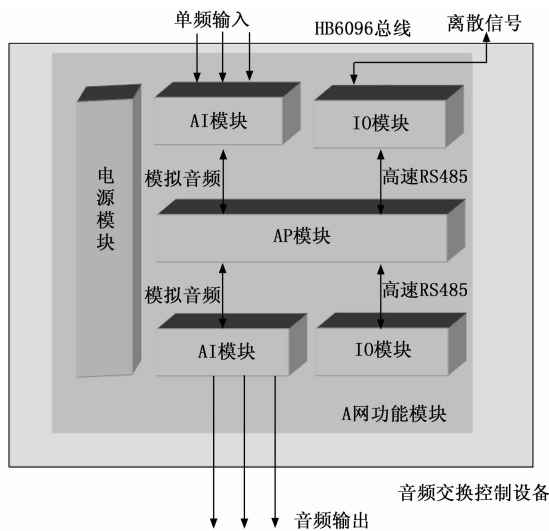 单频输入
HB6096总线
离散信号
AI模块
IO模块
电源模块
模拟音频
高速RS485
AP模块
模拟音频
高速RS485
AI模块
IO模块
A网功能模块
音频交换控制设备
音频输出